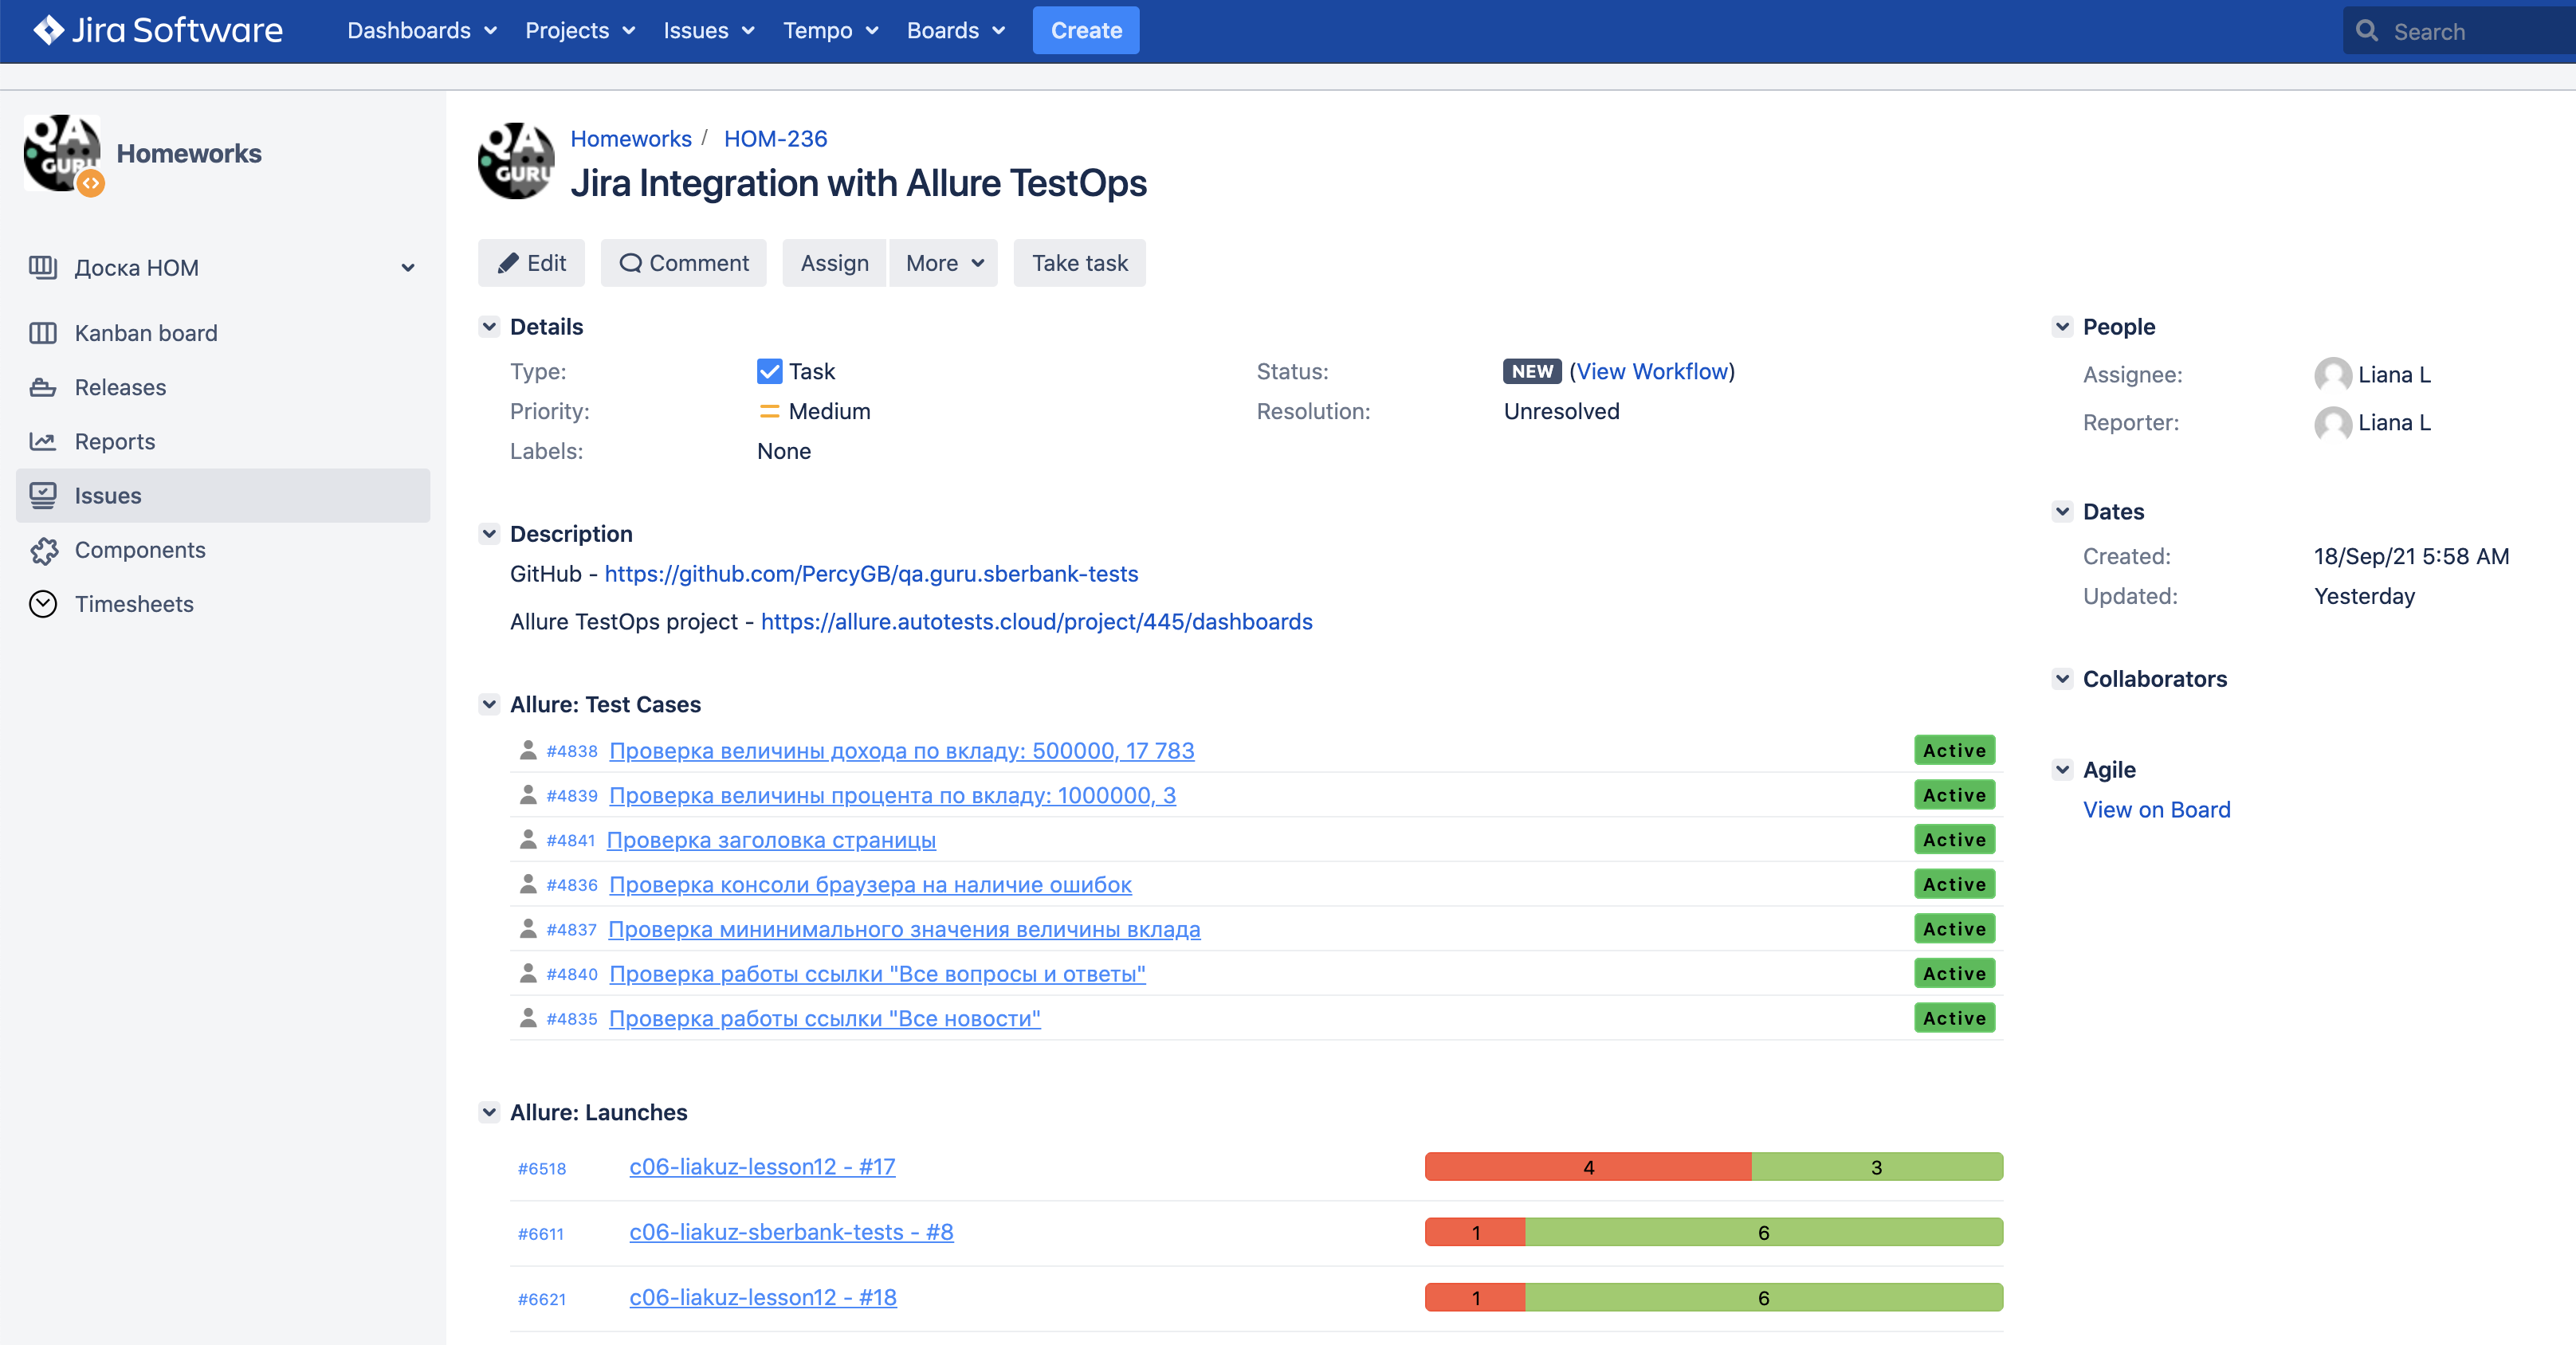 Jira Software Dashboards Projects Issues Tempo Boards Create Search
QA GURU Homeworks
Доска HOM
Kanban board
Releases
Reports
Issues
Components
Timesheets
QA GURU
Homeworks / HOM-236
Jira Integration with Allure TestOps
Edit Comment Assign More Take task
Details
Type: Task Status: NEW (View Workflow)
Priority: Medium Resolution: Unresolved
Labels: None
Description
GitHub - https://github.com/PercyGB/qa.guru.sberbank-tests
Allure TestOps project - https://allure.autotests.cloud/project/445/dashboards
Allure: Test Cases
#4838 Проверка величины дохода по вкладу: 500000, 17 783 Active
#4839 Проверка величины процента по вкладу: 1000000, 3 Active
#4841 Проверка заголовка страницы Active
#4836 Проверка консоли браузера на наличие ошибок Active
#4837 Проверка мининимального значения величины вклада Active
#4840 Проверка работы ссылки "Все вопросы и ответы" Active
#4835 Проверка работы ссылки "Все новости" Active
Allure: Launches
#6518 c06-liakuz-lesson12 - #17 4 3
#6611 c06-liakuz-sberbank-tests - #8 1 6
#6621 c06-liakuz-lesson12 - #18 1 6
People
Assignee: Liana L
Reporter: Liana L
Dates
Created: 18/Sep/21 5:58 AM
Updated: Yesterday
Collaborators
Agile
View on Board